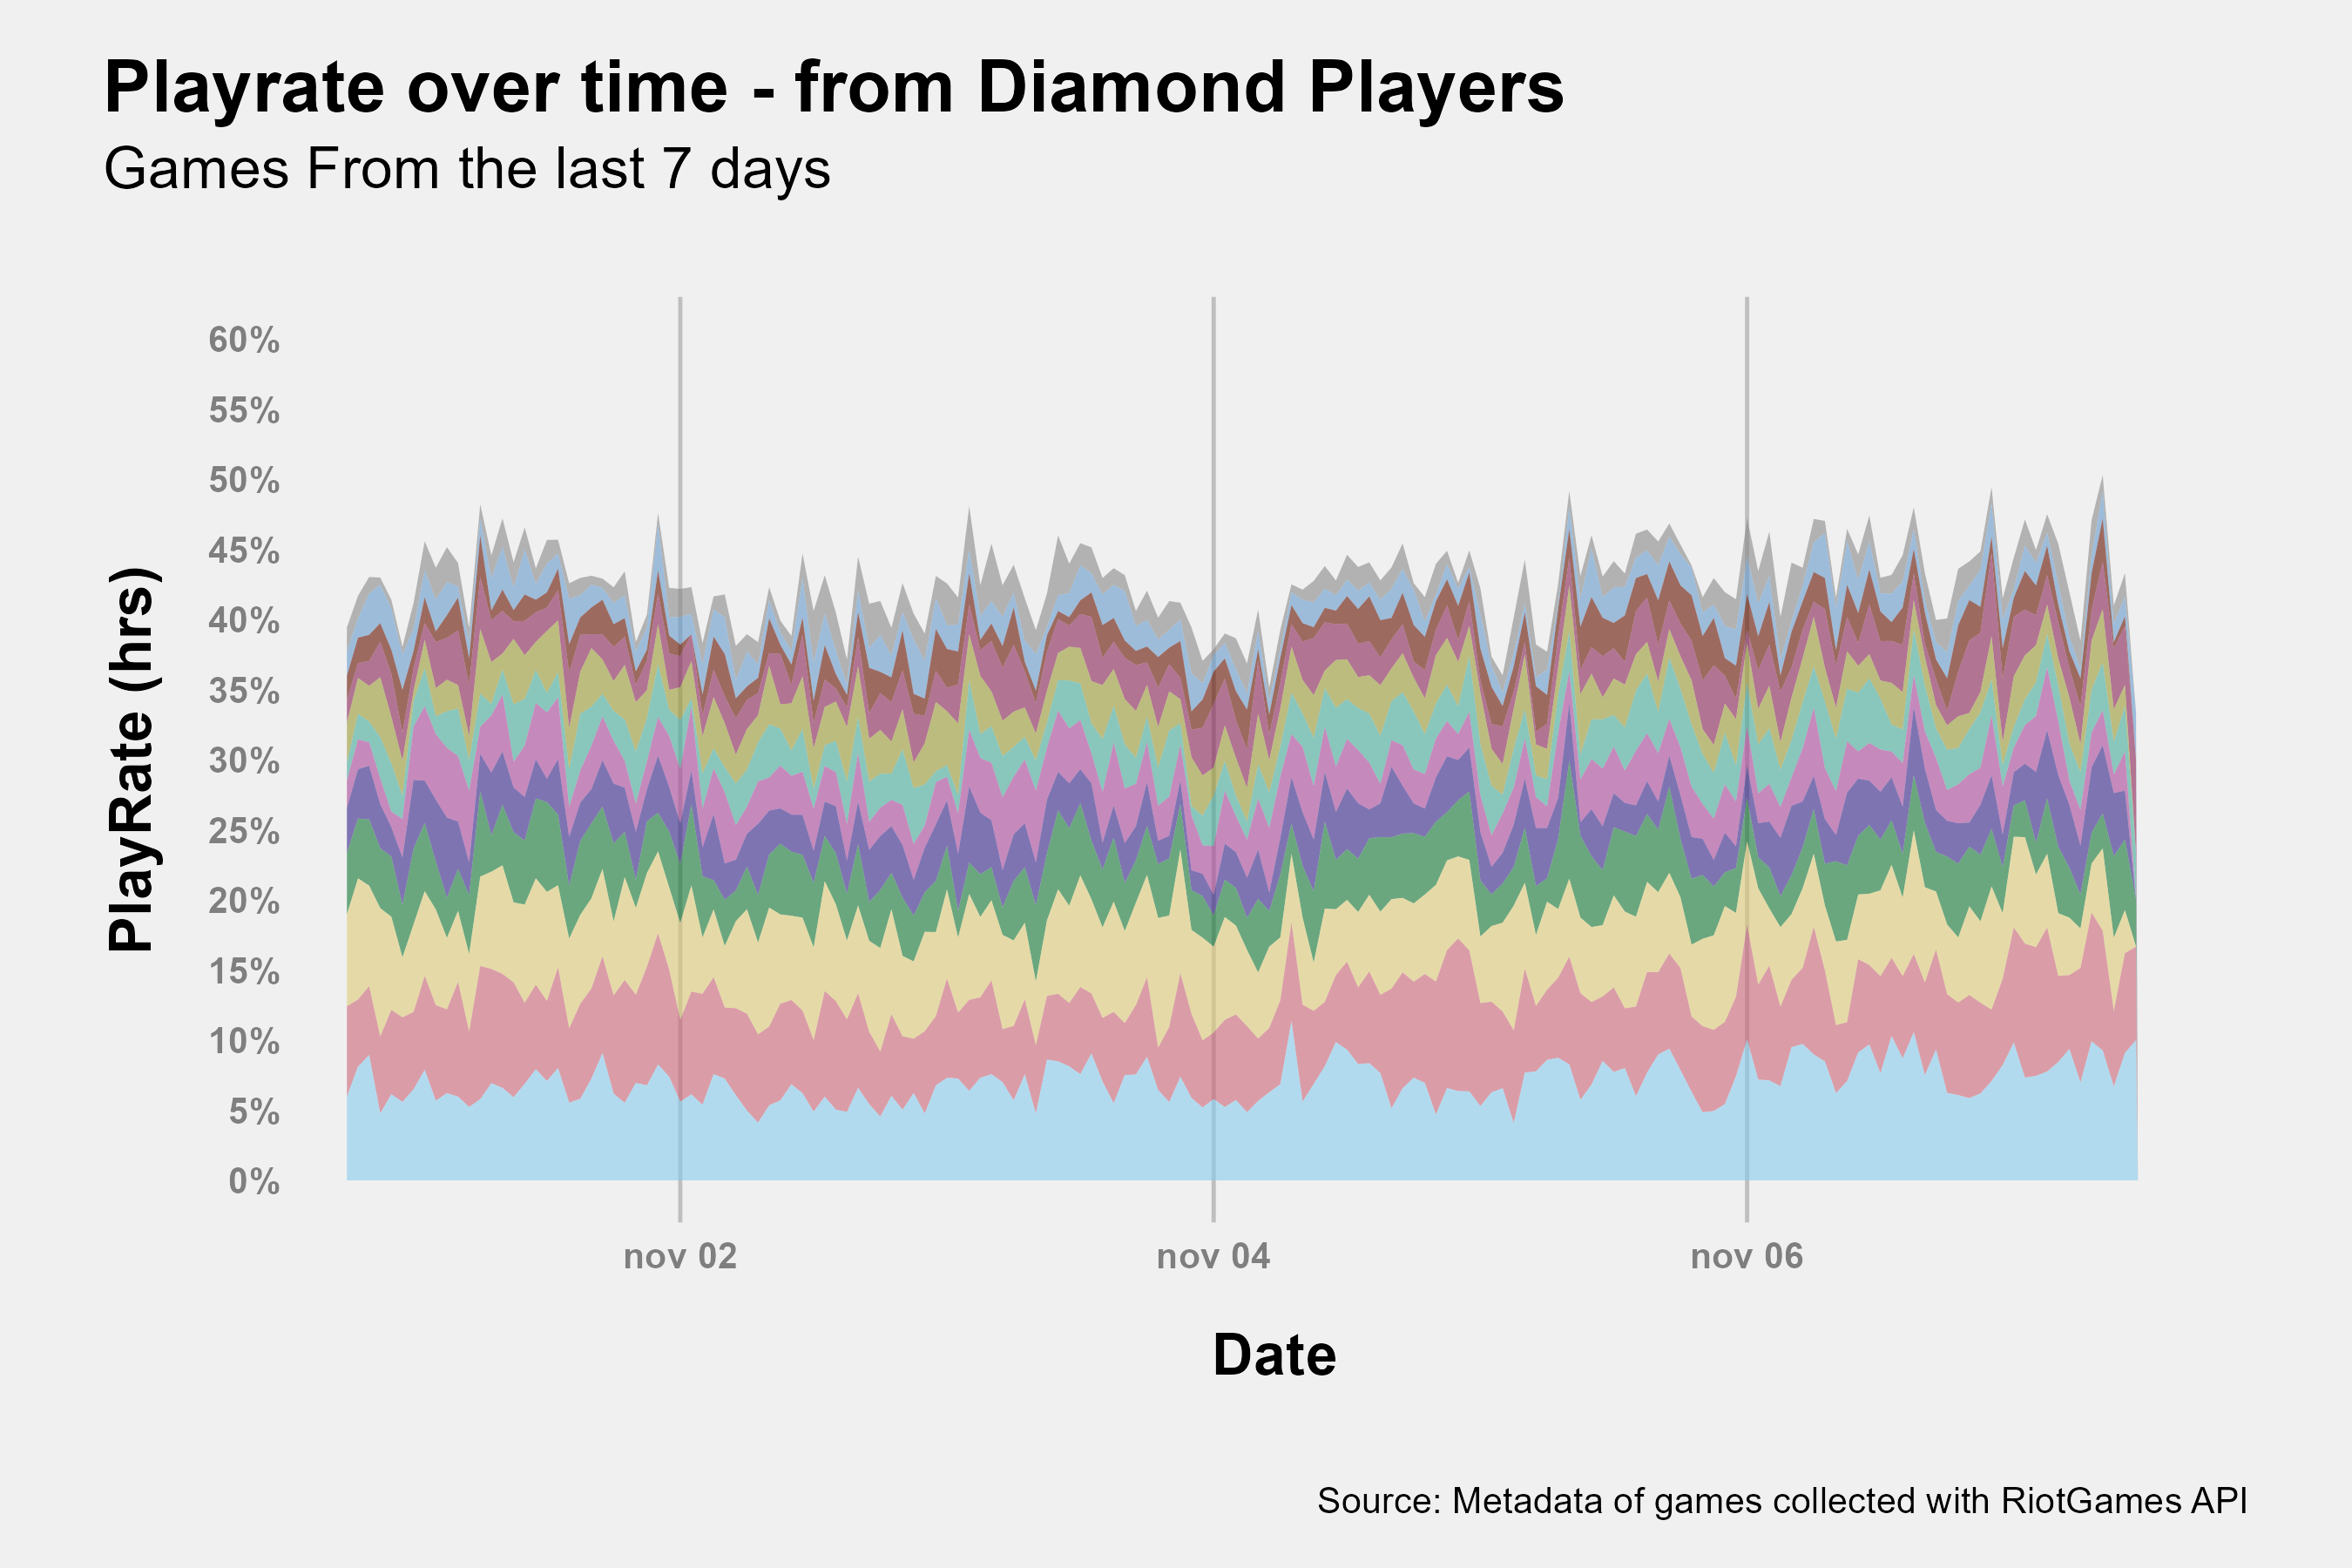 Playrate over time - from Diamond Players
Games From the last 7 days
60%
55%
50%
45%
40%
35%
30%
25%
20%
15%
10%
5%
0%
PlayRate (hrs)
nov 02
nov 04
nov 06
Date
Source: Metadata of games collected with RiotGames API